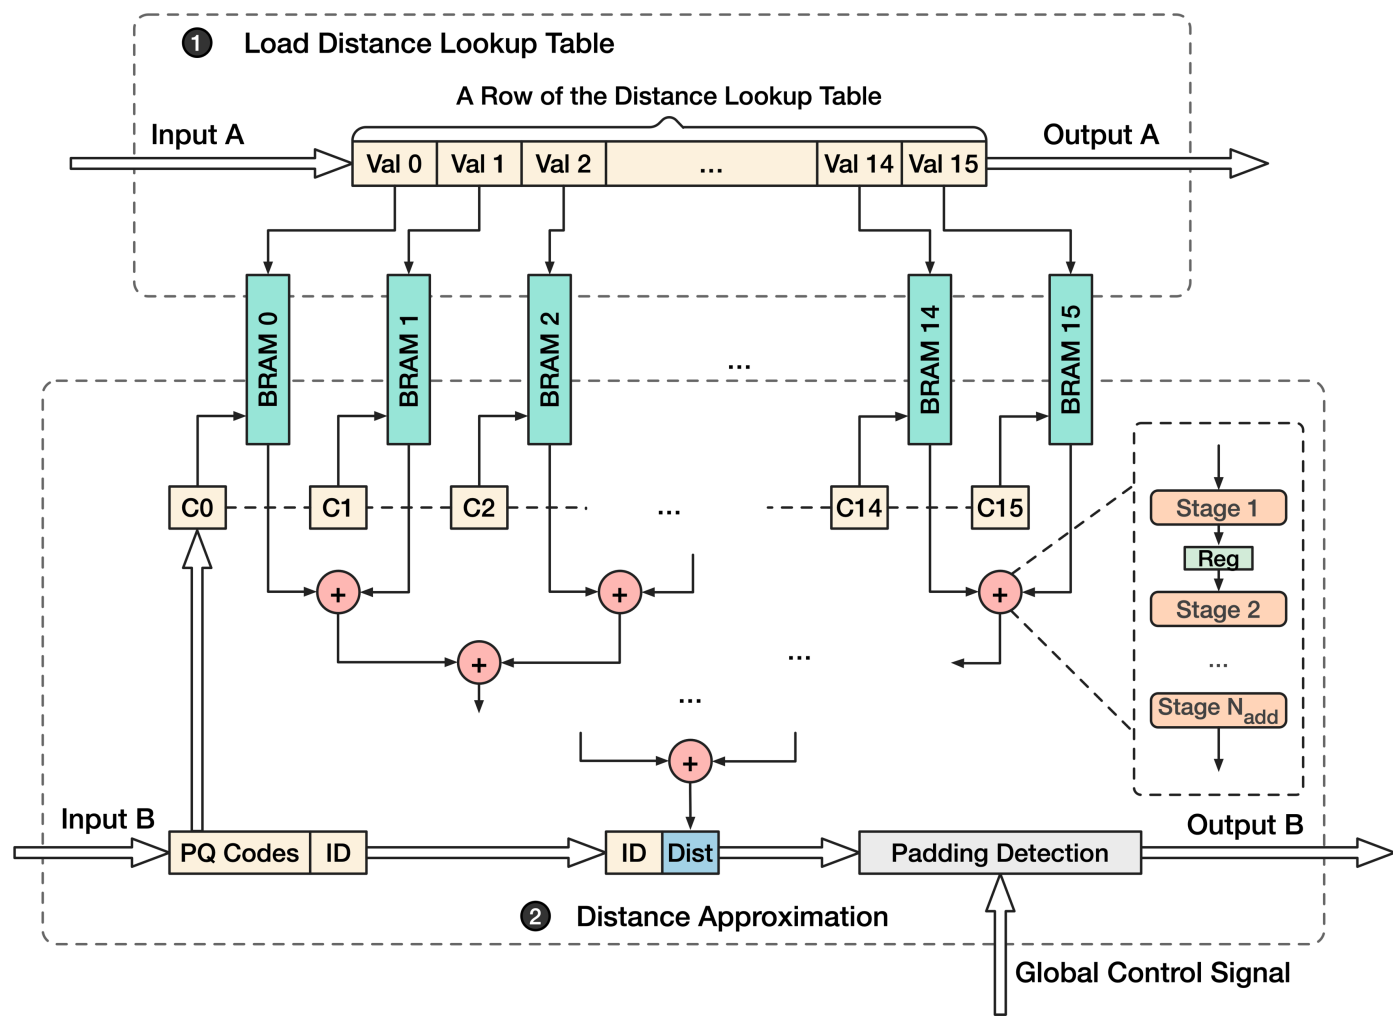 1 Load Distance Lookup Table
A Row of the Distance Lookup Table
Input A
Output A
Val 0 Val 1 Val 2 ... Val 14 Val 15
BRAM 0 BRAM 1 BRAM 2 ... BRAM 14 BRAM 15
C0 C1 C2 ... C14 C15
+ + +
+ ...
...
+
Stage 1
Reg
Stage 2
...
Stage Nadd
Input B
Output B
PQ Codes ID ID Dist Padding Detection
2 Distance Approximation
Global Control Signal